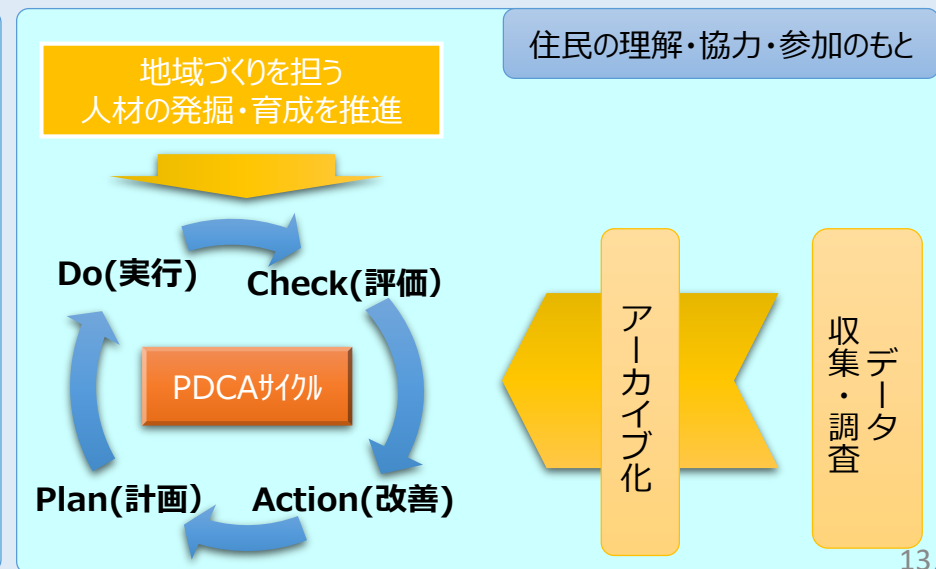 住民の理解・協力・参加のもと
地域づくりを担う
人材の発掘・育成を推進
Do(実行)
Check(評価）
PDCAｻｲｸﾙ
Plan(計画）
Action(改善)
アーカイブ化
データ
収集・調査
13